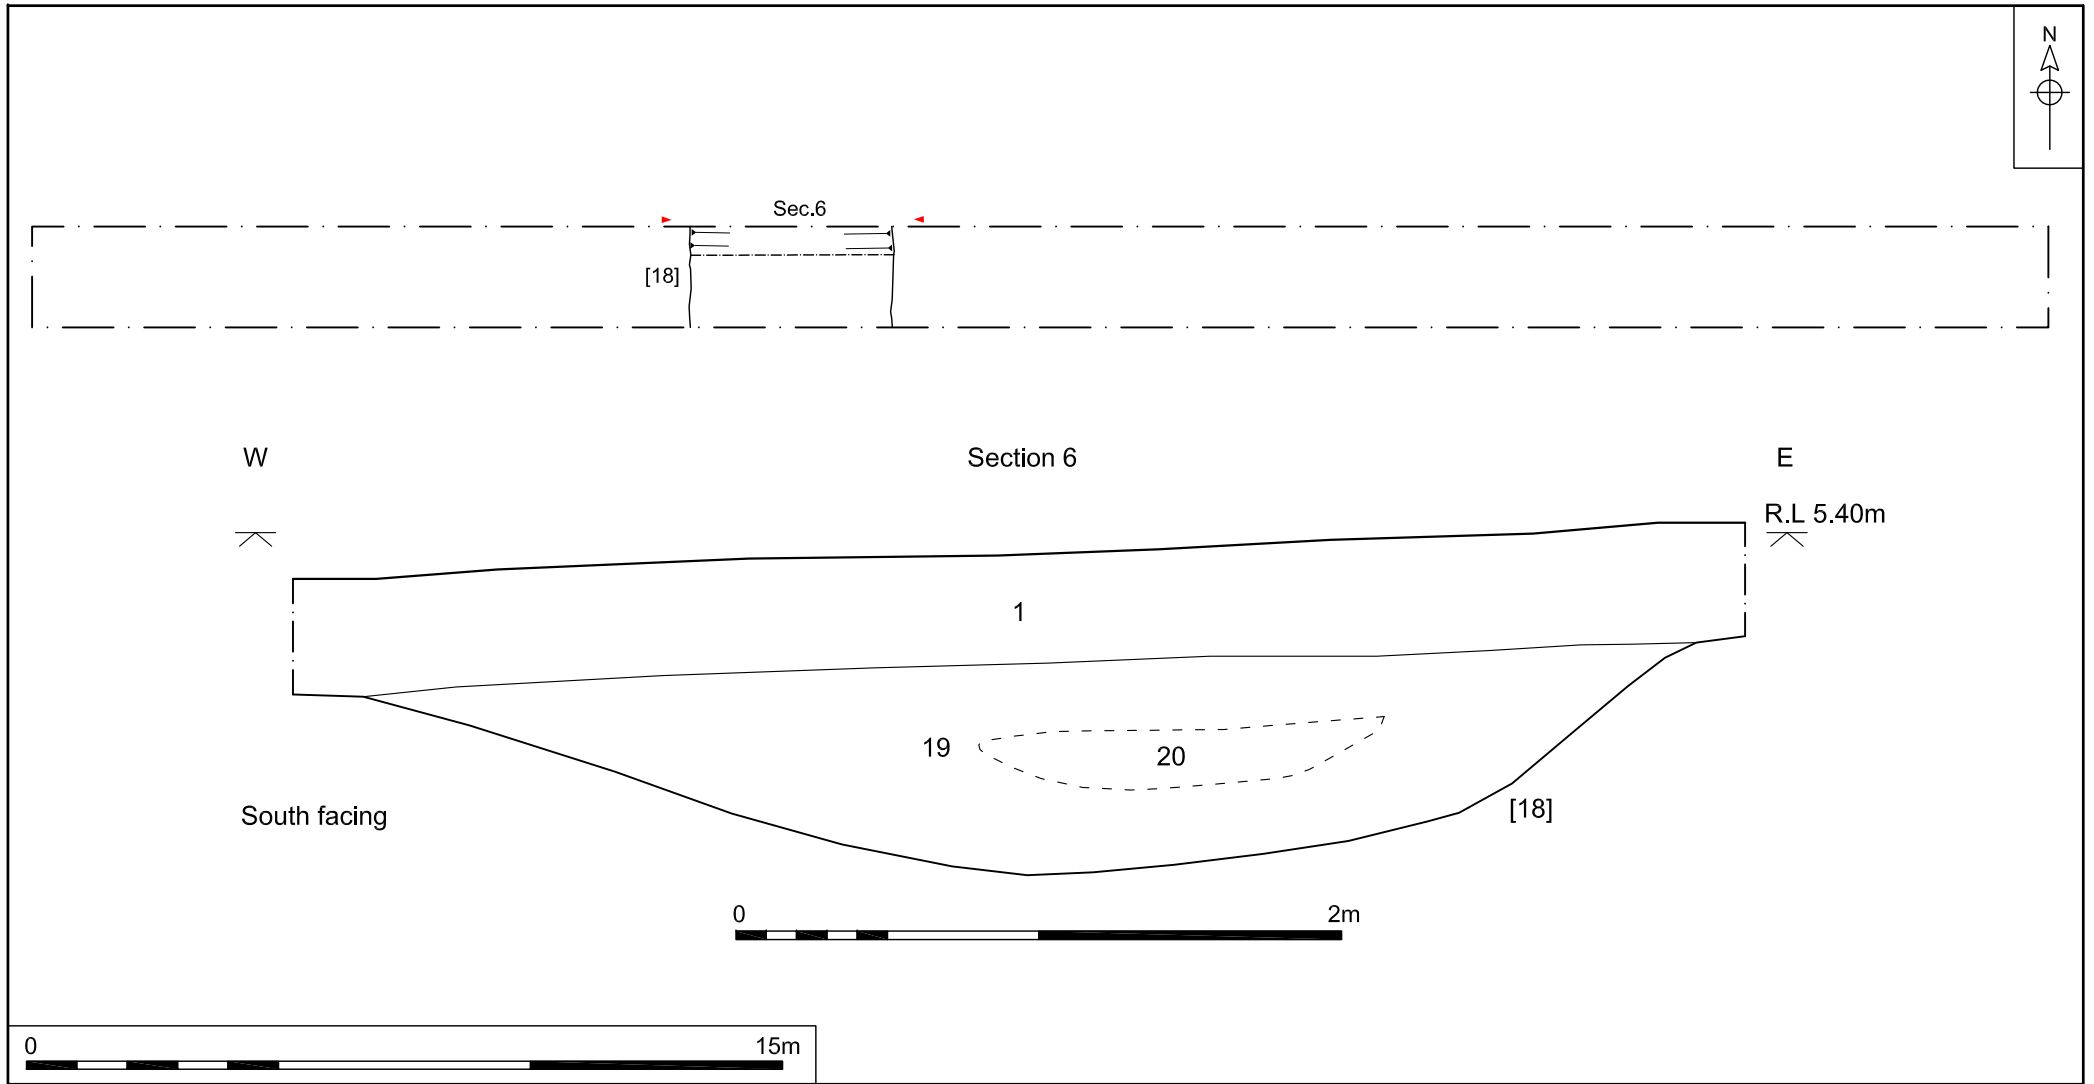 N
Sec.6
[18]
W
Section 6
E
R.L 5.40m
1
19
20
[18]
South facing
0
2m
0
15m